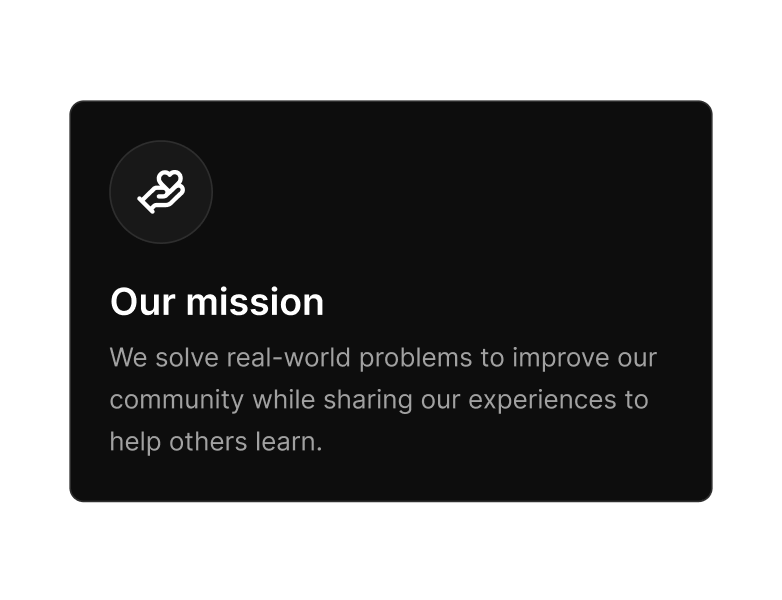 Our mission
We solve real-world problems to improve our
community while sharing our experiences to
help others learn.